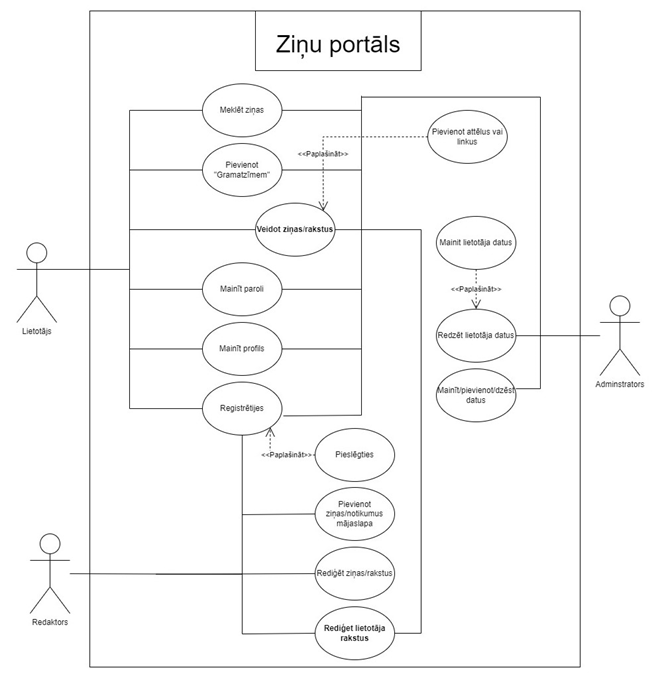 Ziņu portāls
Meklēt ziņas
Pievienot attēlus vai
linkus
<<Paplašināt>>
Pievienot
"Gramatzīmem"
Veidot ziņas/rakstus
Mainīt lietotāja datus
Lietotājs
Mainīt paroli
<<Paplašināt>>
Redzēt lietotāja datus
Mainīt profils
Adminstrators
Mainīt/pievienot/dzēst
datus
Registrētijes
<<Paplašināt>>
Pieslēgties
Pievienot
ziņas/notikumus
mājaslapa
Rediģēt ziņas/rakstus
Redaktors
Rediģet lietotāja
rakstus